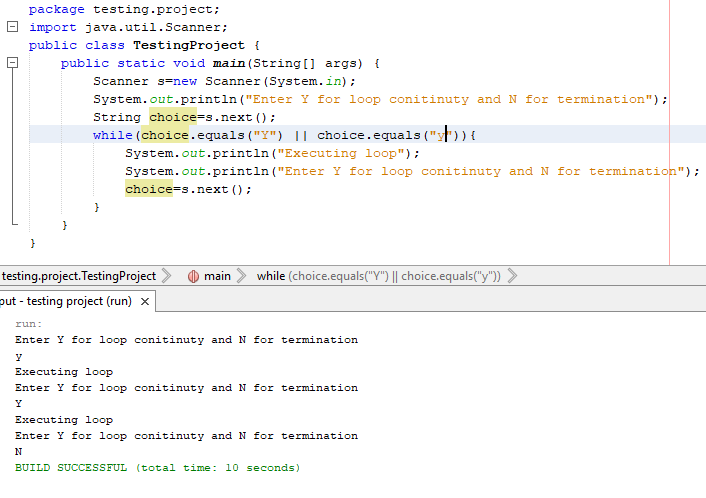 package testing.project;
import java.util.Scanner;
public class TestingProject {
public static void main(String[] args) {
Scanner s=new Scanner(System.in);
System.out.println("Enter Y for loop conitinuty and N for termination");
String choice=s.next();
while(choice.equals("Y") || choice.equals("y")){
System.out.println("Executing loop");
System.out.println("Enter Y for loop conitinuty and N for termination");
choice=s.next();
}
}
}
testing.project.TestingProject main while (choice.equals("Y") || choice.equals("y"))
put - testing project (run) ×
run:
Enter Y for loop conitinuty and N for termination
y
Executing loop
Enter Y for loop conitinuty and N for termination
Y
Executing loop
Enter Y for loop conitinuty and N for termination
N
BUILD SUCCESSFUL (total time: 10 seconds)